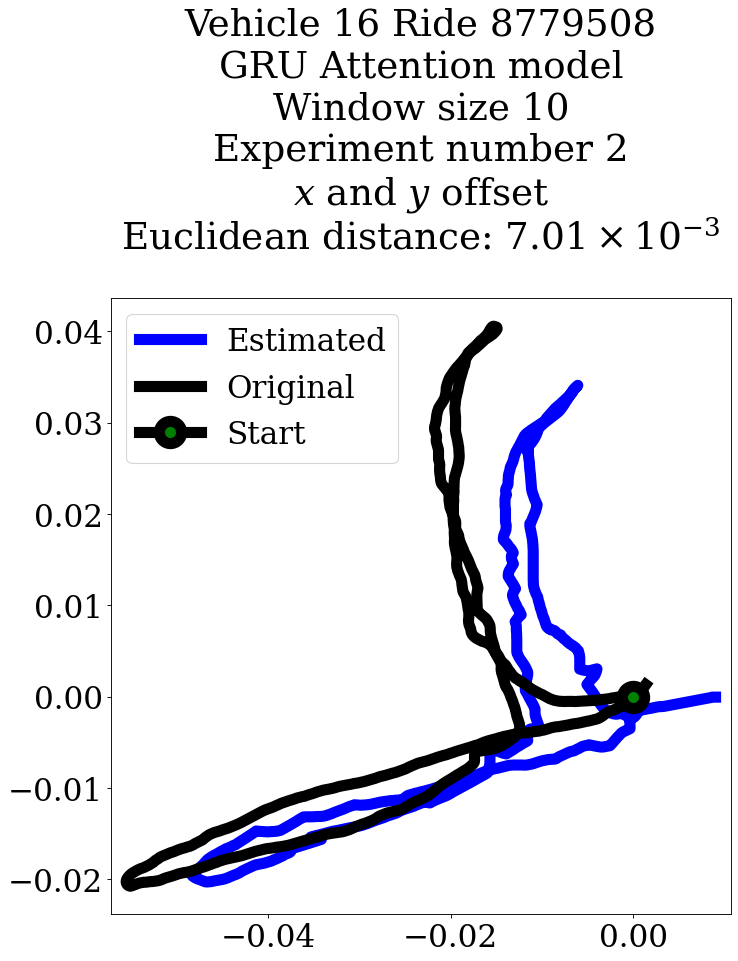 Vehicle 16 Ride 8779508
GRU Attention model
Window size 10
Experiment number 2
x and y offset
Euclidean distance: 7.01 × 10⁻³
Estimated
Original
Start
0.04
0.03
0.02
0.01
0.00
−0.01
−0.02
−0.04 −0.02 0.00